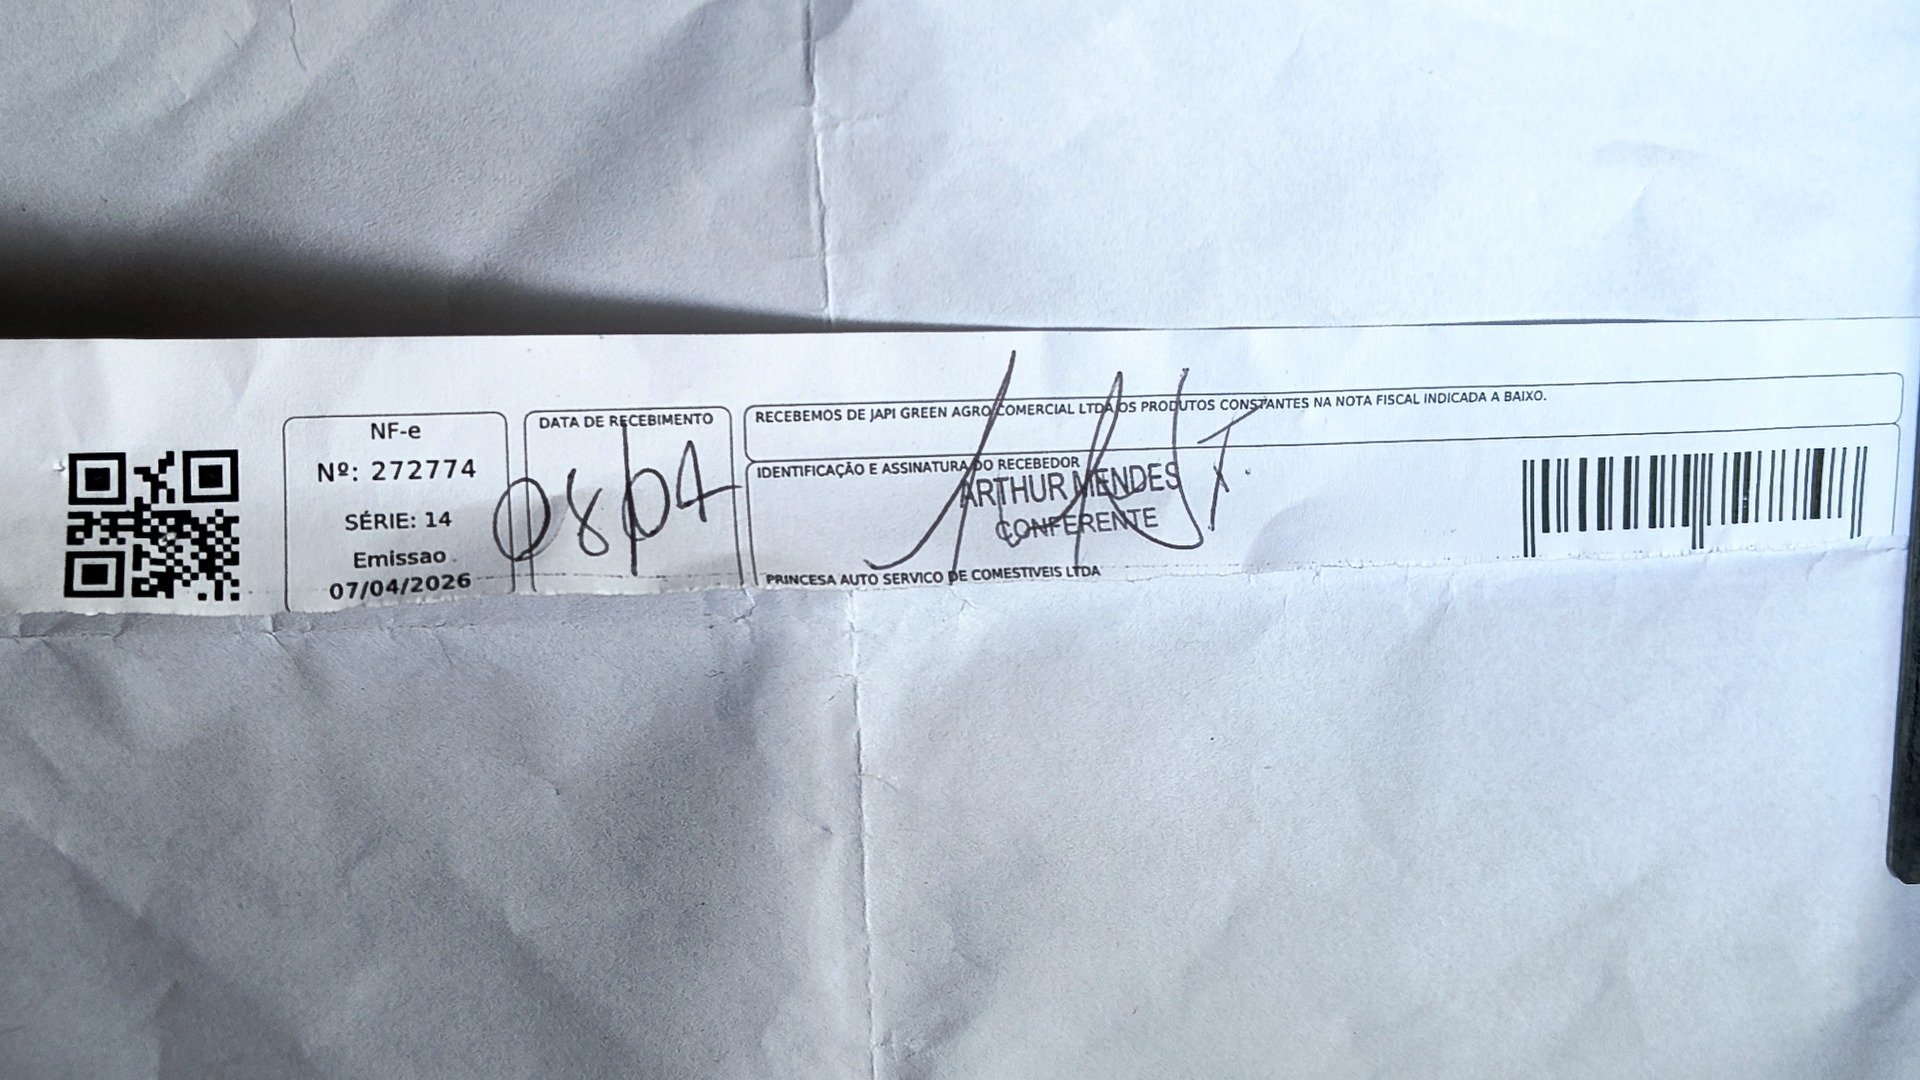 NF-e
Nº: 272774
SÉRIE: 14
Emissao
07/04/2026
DATA DE RECEBIMENTO
08/04
RECEBEMOS DE JAPI GREEN AGRO COMERCIAL LTDA OS PRODUTOS CONSTANTES NA NOTA FISCAL INDICADA A BAIXO.
IDENTIFICAÇÃO E ASSINATURA DO RECEBEDOR
ARTHUR MENDES
CONFERENTE
PRINCESA AUTO SERVICO DE COMESTIVEIS LTDA